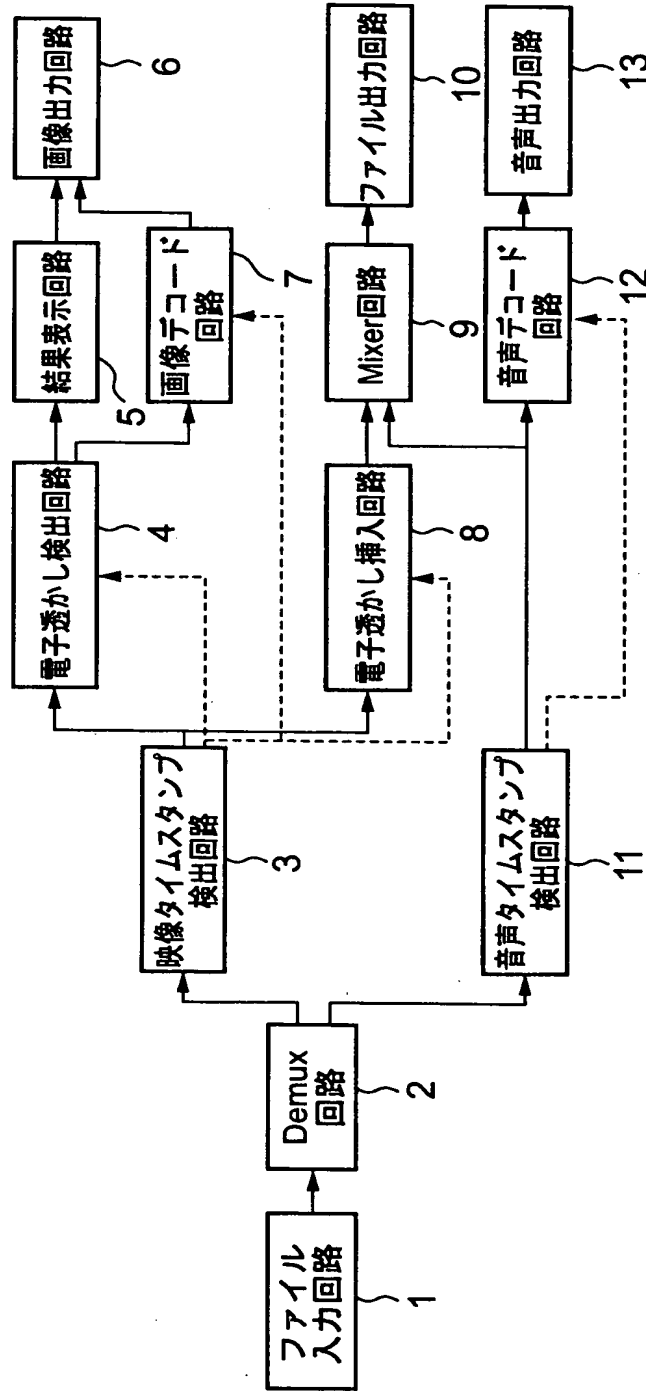 ファイル
入力回路
1
Demux
回路
2
映像タイムスタンプ
検出回路
3
電子透かし検出回路
4
結果表示回路
5
画像出力回路
6
画像デコード
回路
7
電子透かし挿入回路
8
Mixer回路
9
ファイル出力回路
10
音声タイムスタンプ
検出回路
11
音声デコード
回路
12
音声出力回路
13